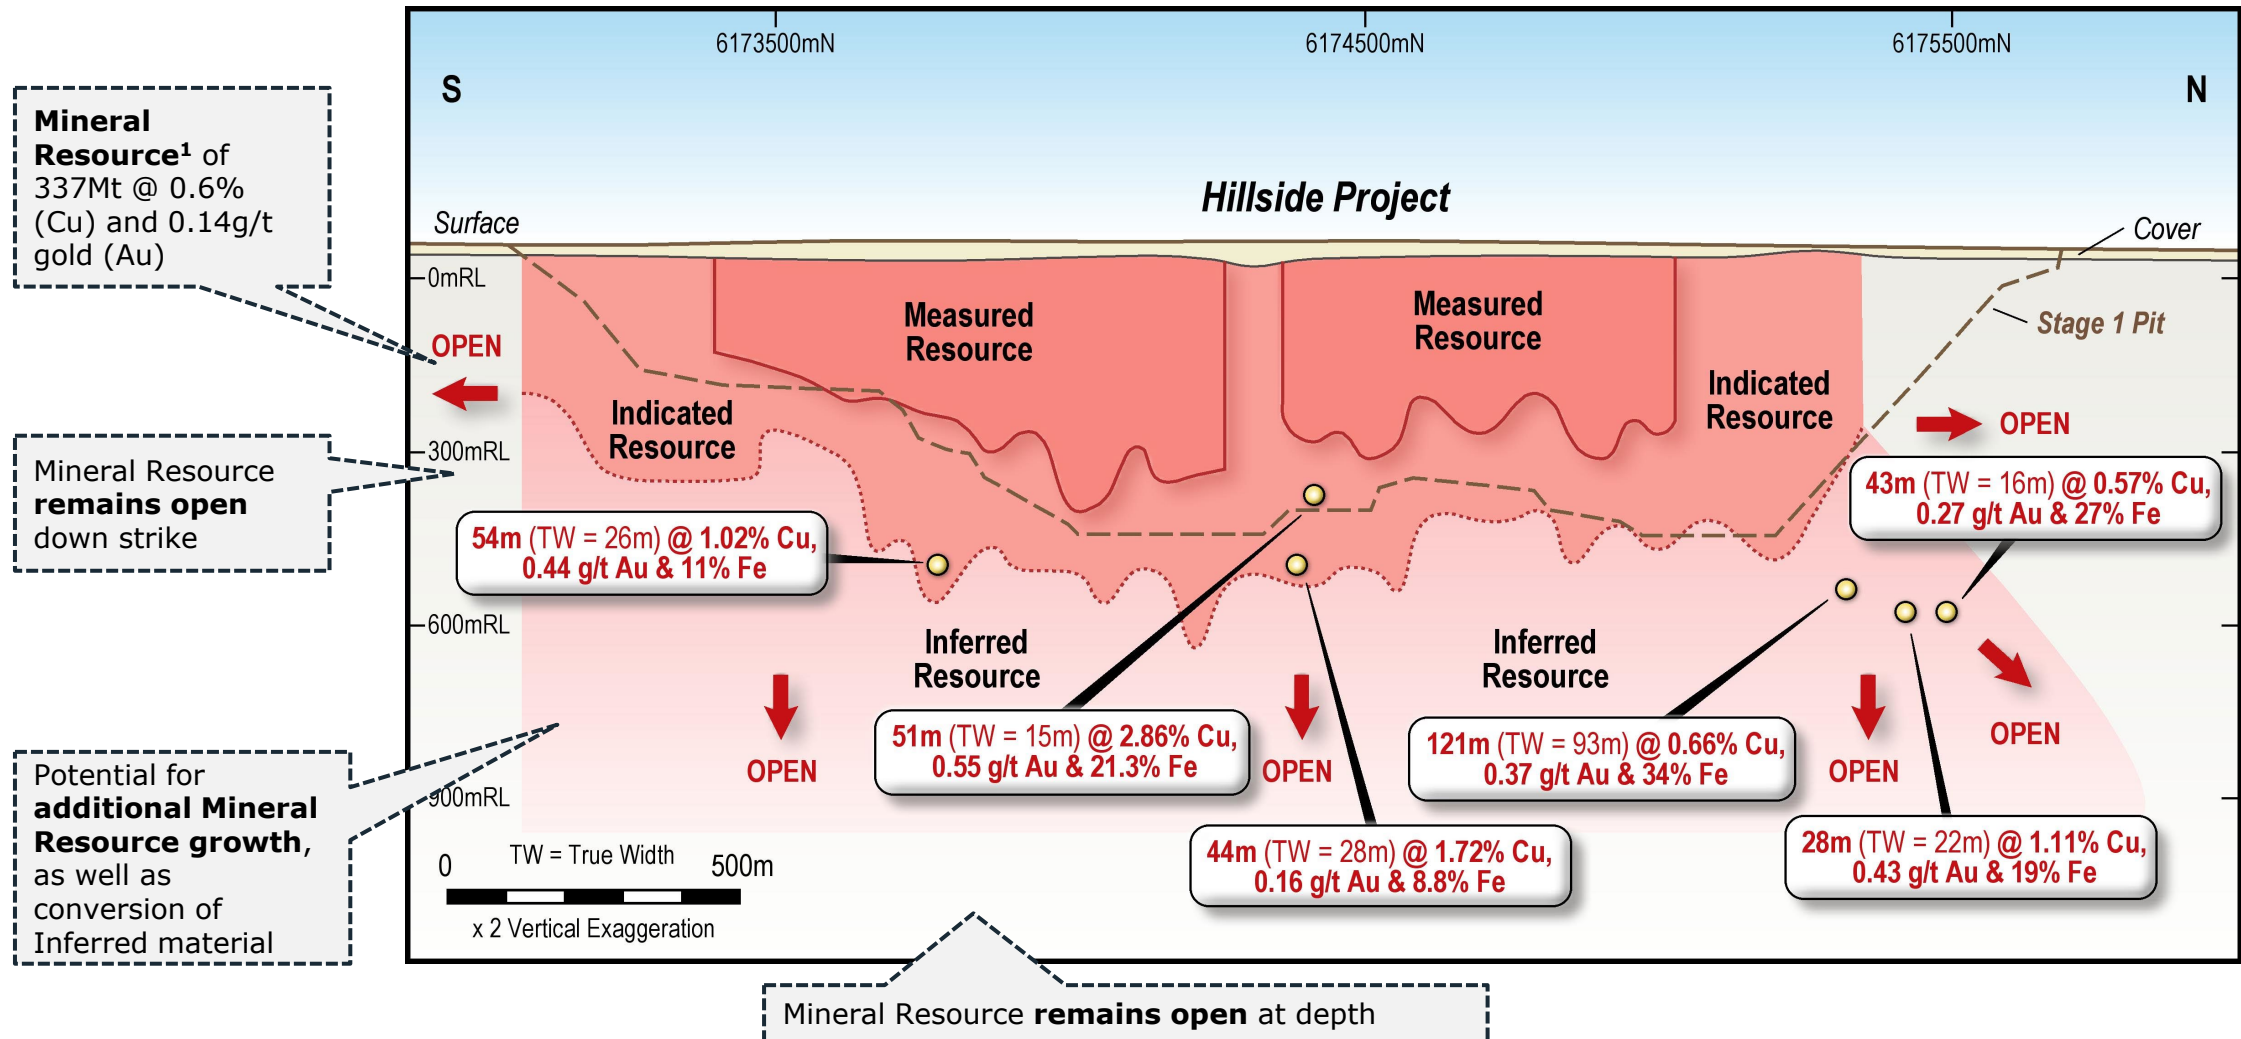 6173500mN
6174500mN
6175500mN
S
N
Mineral
Resource¹ of
337Mt @ 0.6%
(Cu) and 0.14g/t
gold (Au)
Hillside Project
Surface
Cover
0mRL
Measured
Resource
Measured
Resource
Stage 1 Pit
OPEN
Indicated
Resource
Indicated
Resource
OPEN
300mRL
Mineral Resource
remains open
down strike
43m (TW = 16m) @ 0.57% Cu,
0.27 g/t Au & 27% Fe
54m (TW = 26m) @ 1.02% Cu,
0.44 g/t Au & 11% Fe
600mRL
Inferred
Resource
Inferred
Resource
51m (TW = 15m) @ 2.86% Cu,
0.55 g/t Au & 21.3% Fe
121m (TW = 93m) @ 0.66% Cu,
0.37 g/t Au & 34% Fe
OPEN
OPEN
OPEN
OPEN
Potential for
additional Mineral
Resource growth,
as well as
conversion of
Inferred material
900mRL
44m (TW = 28m) @ 1.72% Cu,
0.16 g/t Au & 8.8% Fe
28m (TW = 22m) @ 1.11% Cu,
0.43 g/t Au & 19% Fe
0 TW = True Width 500m
x 2 Vertical Exaggeration
Mineral Resource remains open at depth